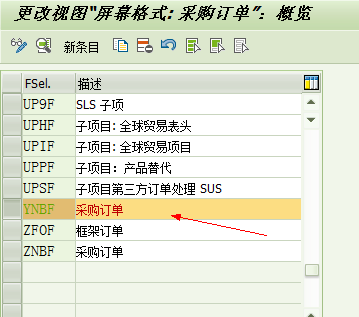 更改视图"屏幕格式: 采购订单": 概览
新条目
FSel. 描述
UP9F SLS 子项
UPHF 子项目: 全球贸易表头
UPIF 子项目: 全球贸易项目
UPPF 子项目: 产品替代
UPSF 子项目第三方订单处理 SUS
YNBF 采购订单
ZFOF 框架订单
ZNBF 采购订单